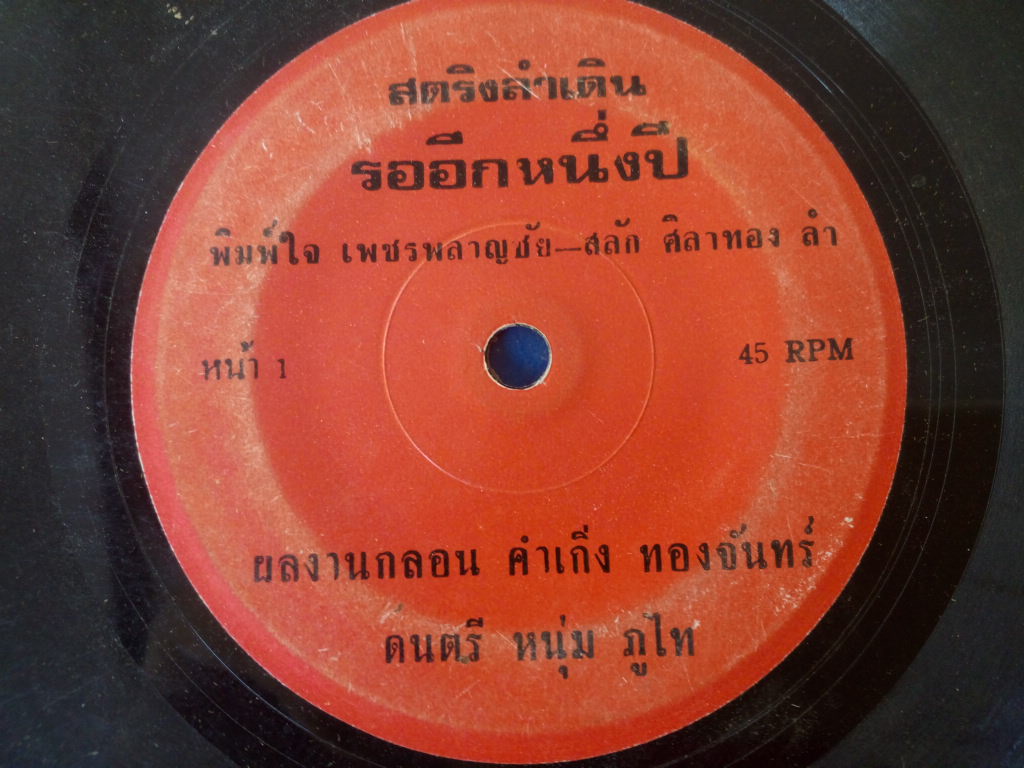 สตริงลำเดิน
รออีกหนึ่งปี
พิมพ์ใจ เพชรพลาญชัย—สลัก ศิลาทอง ลำ
หน้า 1
45 RPM
ผลงานกลอน คำเกิ่ง ทองจันทร์
ดนตรี หนุ่ม ภูไท